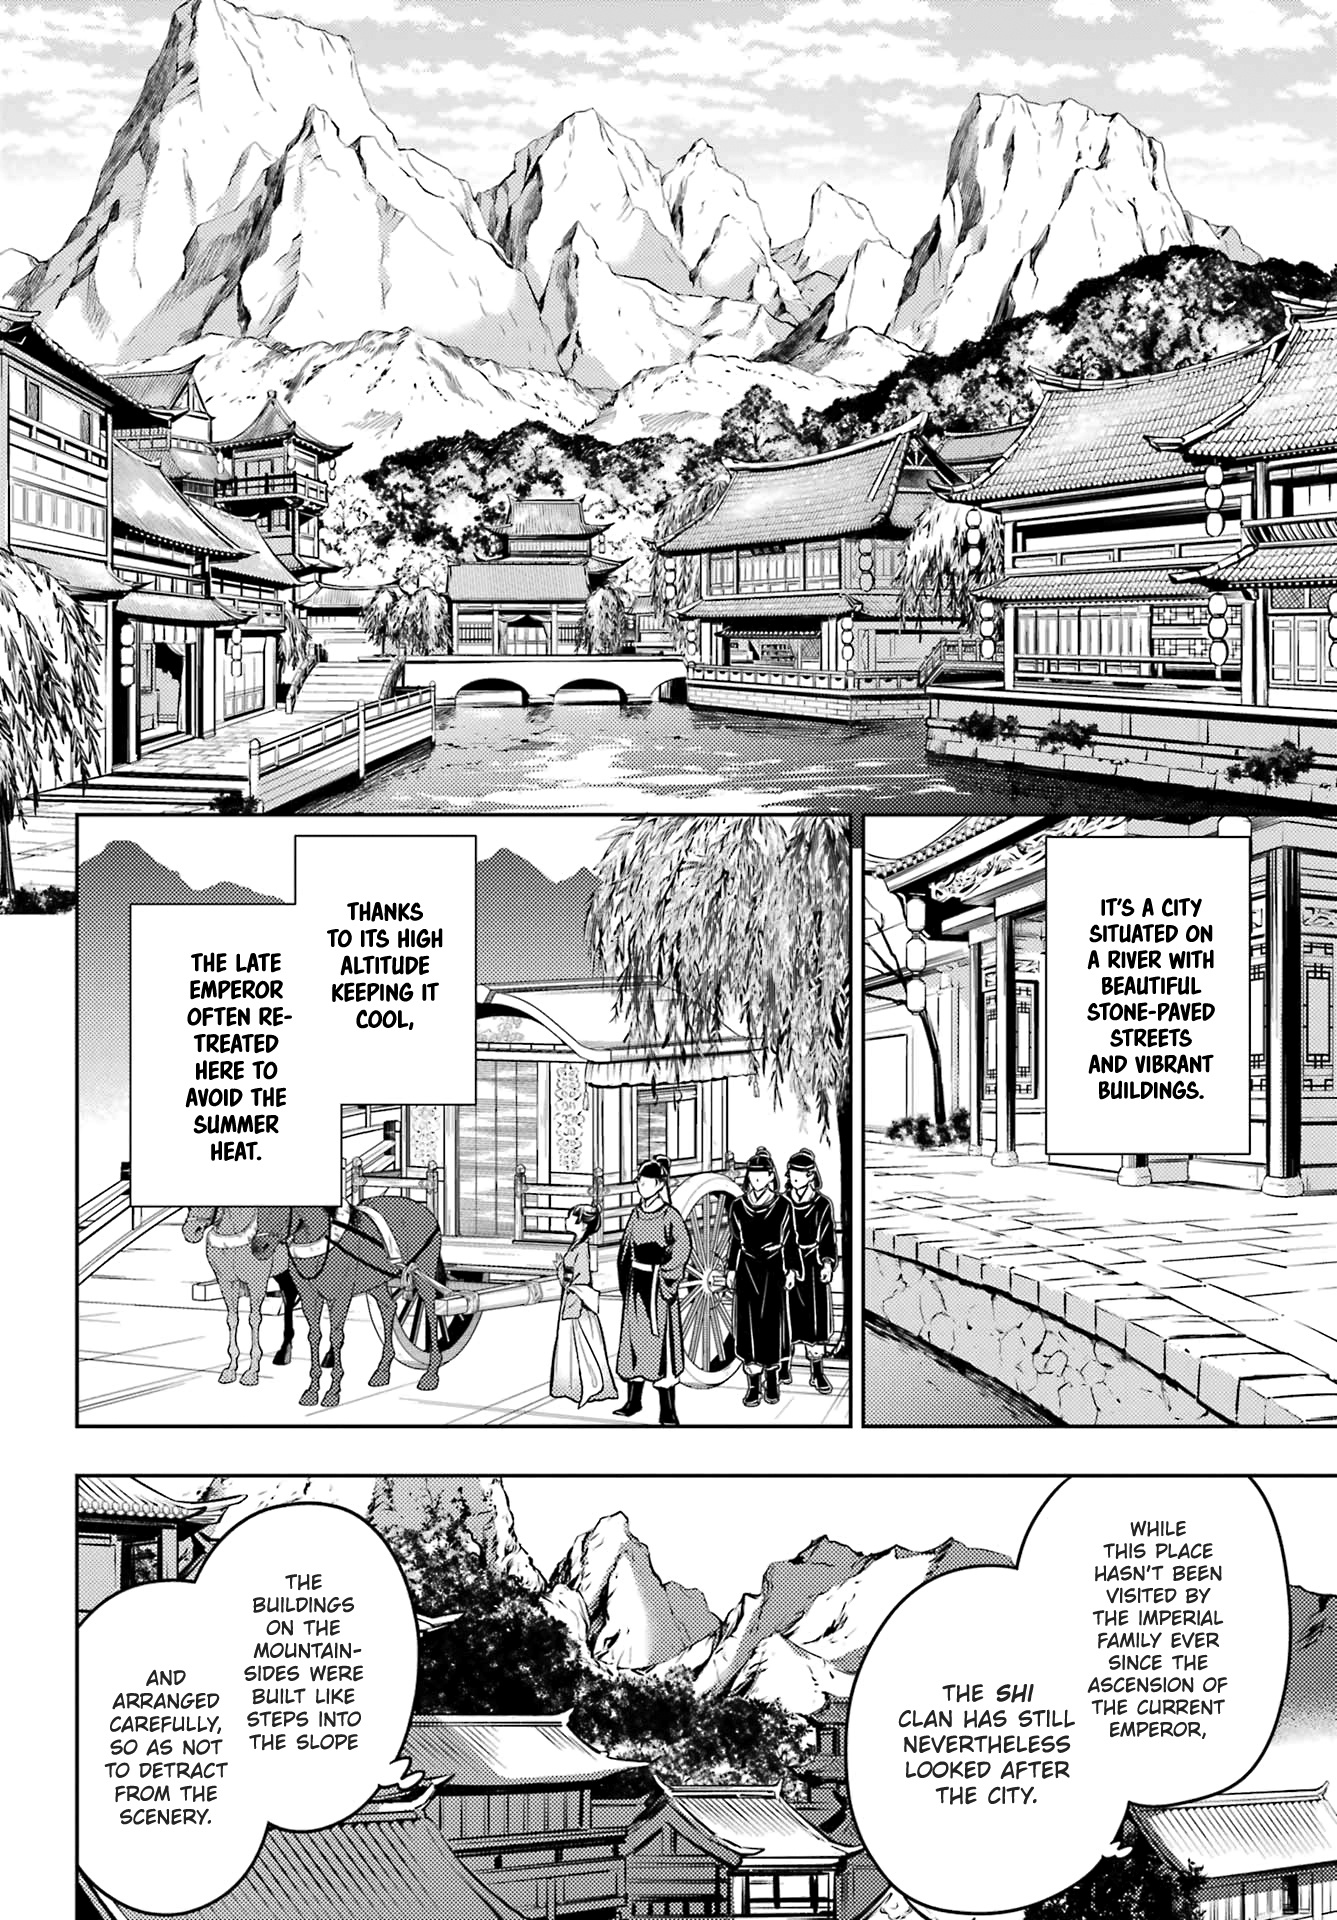 IT'S A CITY
SITUATED ON
A RIVER WITH
BEAUTIFUL
STONE-PAVED
STREETS
AND VIBRANT
BUILDINGS.
THANKS
TO ITS HIGH
ALTITUDE
KEEPING IT
COOL,
THE LATE
EMPEROR
OFTEN RE-
TREATED
HERE TO
AVOID THE
SUMMER
HEAT.
WHILE
THIS PLACE
HASN'T BEEN
VISITED BY
THE IMPERIAL
FAMILY EVER
SINCE THE
ASCENSION OF
THE CURRENT
EMPEROR,
THE SHI
CLAN HAS STILL
NEVERTHELESS
LOOKED AFTER
THE CITY.
THE
BUILDINGS
ON THE
MOUNTAIN-
SIDES WERE
BUILT LIKE
STEPS INTO
THE SLOPE
AND
ARRANGED
CAREFULLY,
SO AS NOT
TO DETRACT
FROM THE
SCENERY.